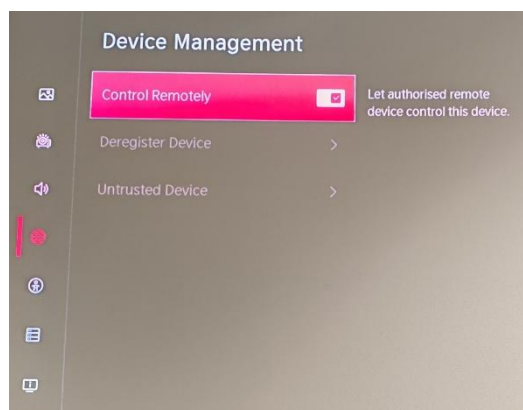 Device Management
Control Remotely
Let authorised remote
device control this device.
Deregister Device
Untrusted Device